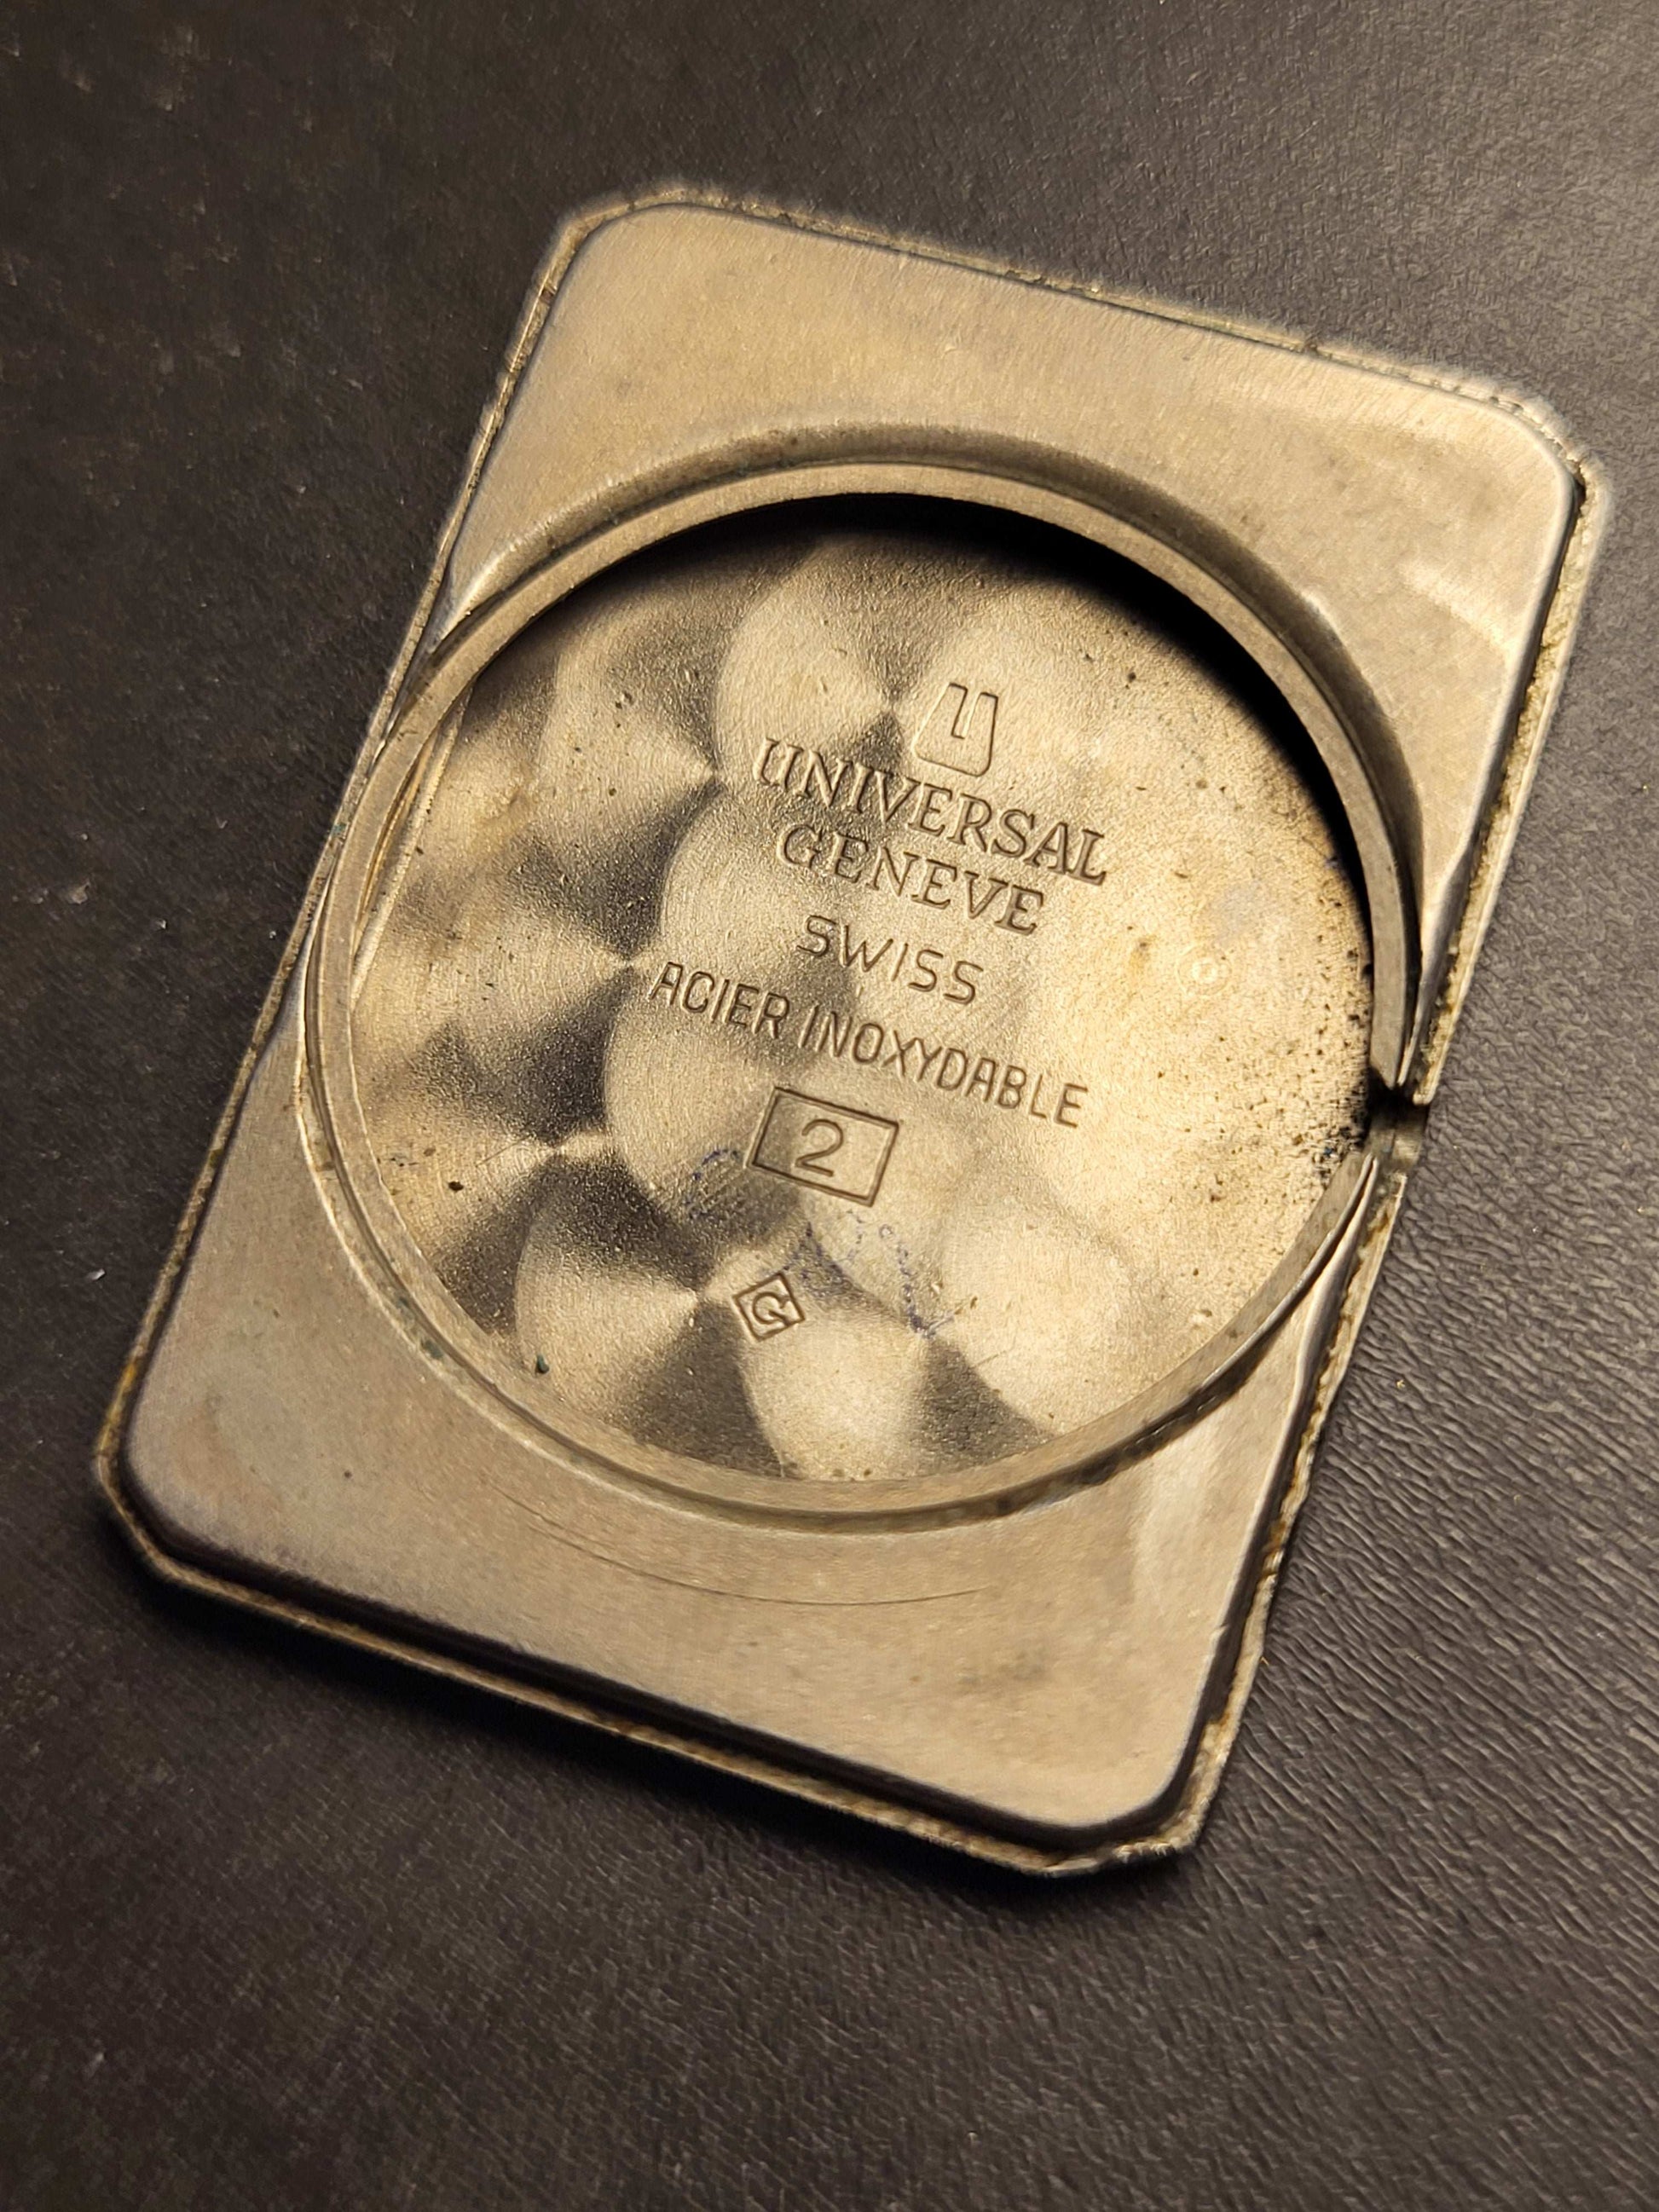 U
UNIVERSAL
GENEVE
SWISS
ACIER INOXYDABLE
2
G